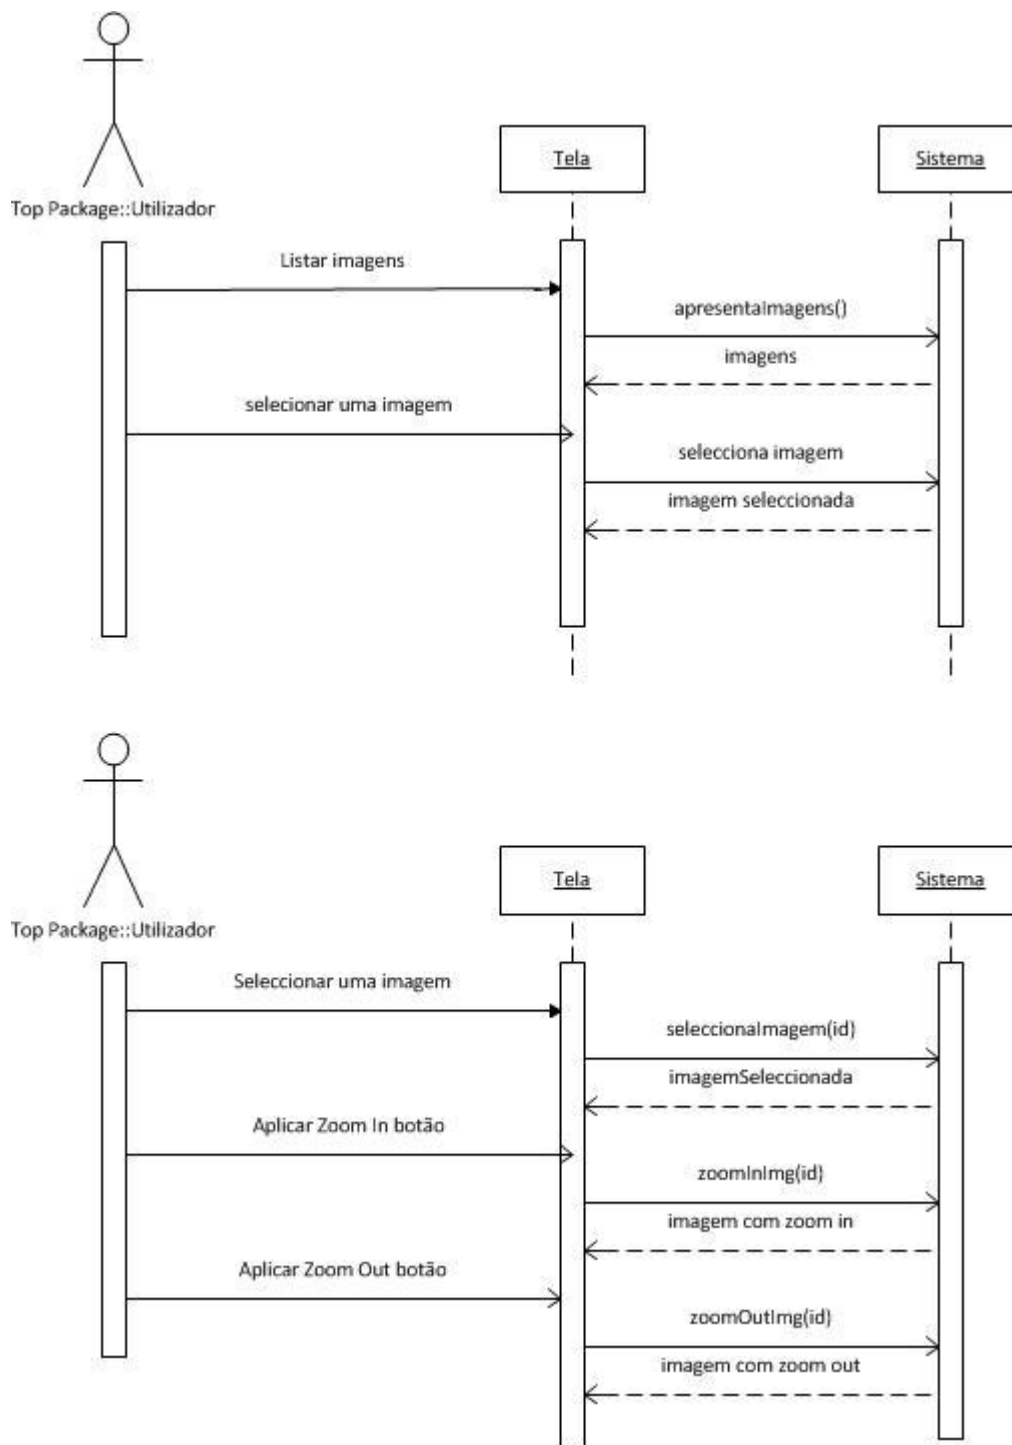 Tela
Sistema
Top Package::Utilizador
Listar imagens
apresentaImagens()
imagens
selecionar uma imagem
selecciona imagem
imagem seleccionada
Tela
Sistema
Top Package::Utilizador
Seleccionar uma imagem
seleccionaImagem(id)
imagemSeleccionada
Aplicar Zoom In botão
zoomInImg(id)
imagem com zoom in
Aplicar Zoom Out botão
zoomOutImg(id)
imagem com zoom out